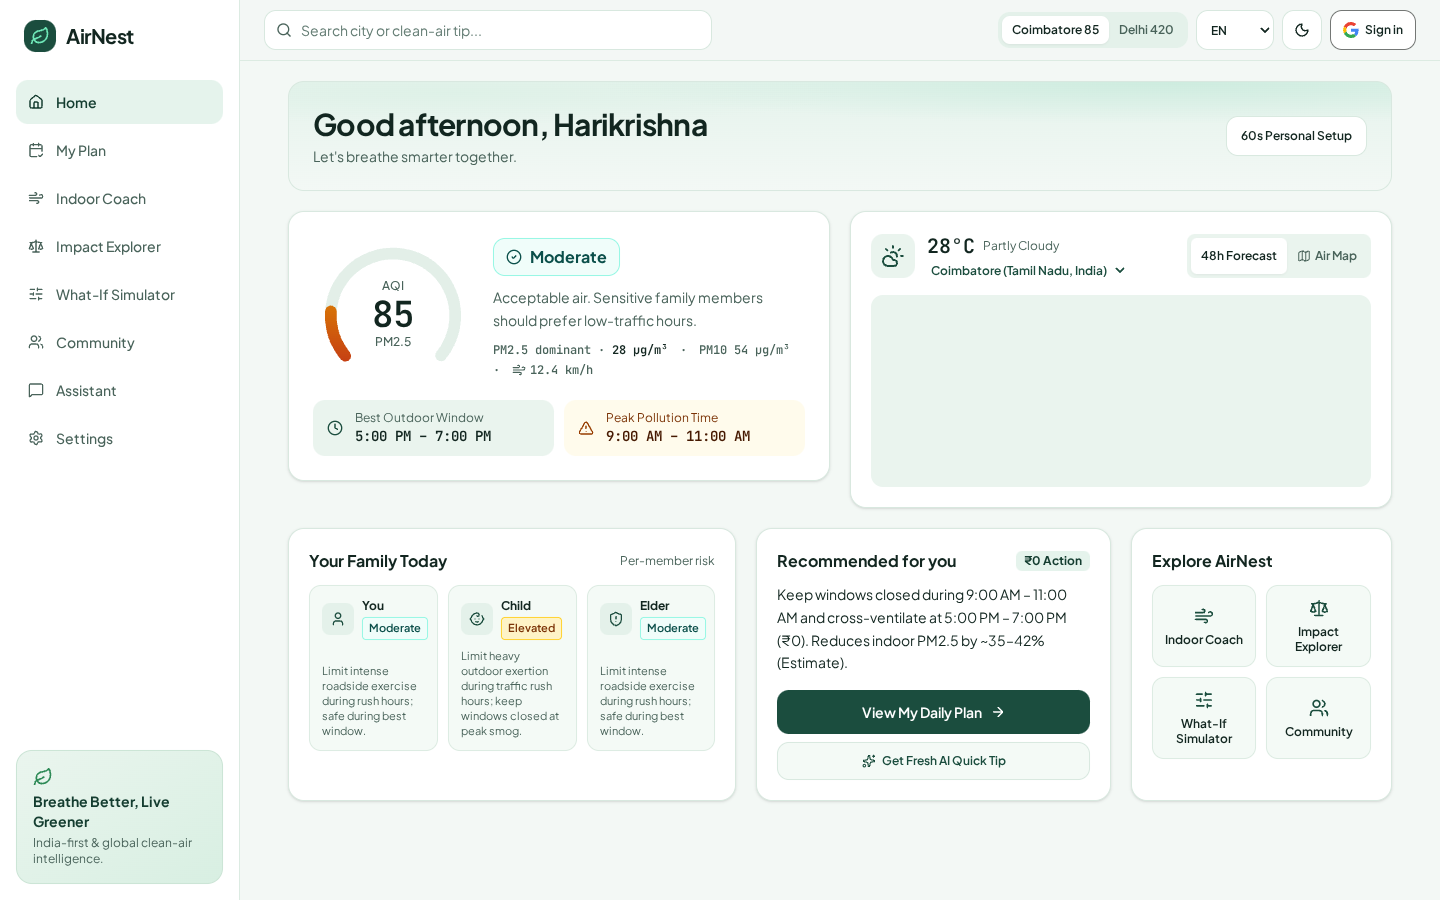 AirNest
Search city or clean-air tip...
Coimbatore 85
Delhi 420
EN
Sign in
Home
My Plan
Indoor Coach
Impact Explorer
What-If Simulator
Community
Assistant
Settings
Breathe Better, Live
Greener
India-first & global clean-air
intelligence.
Good afternoon, Harikrishna
Let's breathe smarter together.
60s Personal Setup
AQI
85
PM2.5
Moderate
Acceptable air. Sensitive family members
should prefer low-traffic hours.
PM2.5 dominant · 28 µg/m³ · PM10 54 µg/m³
· 12.4 km/h
Best Outdoor Window
5:00 PM – 7:00 PM
Peak Pollution Time
9:00 AM – 11:00 AM
28°C Partly Cloudy
Coimbatore (Tamil Nadu, India)
48h Forecast
Air Map
Your Family Today
Per-member risk
You
Moderate
Limit intense
roadside exercise
during rush hours;
safe during best
window.
Child
Elevated
Limit heavy
outdoor exertion
during traffic rush
hours; keep
windows closed at
peak smog.
Elder
Moderate
Limit intense
roadside exercise
during rush hours;
safe during best
window.
Recommended for you
₹0 Action
Keep windows closed during 9:00 AM – 11:00
AM and cross-ventilate at 5:00 PM – 7:00 PM
(₹0). Reduces indoor PM2.5 by ~35–42%
(Estimate).
View My Daily Plan
Get Fresh AI Quick Tip
Explore AirNest
Indoor Coach
Impact
Explorer
What-If
Simulator
Community